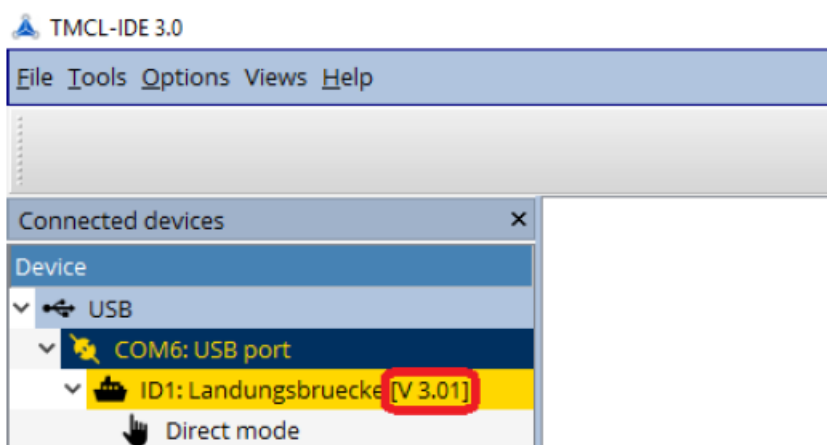 TMCL-IDE 3.0
File Tools Options Views Help
Connected devices ×
Device
USB
COM6: USB port
ID1: Landungsbruecke [V 3.01]
Direct mode